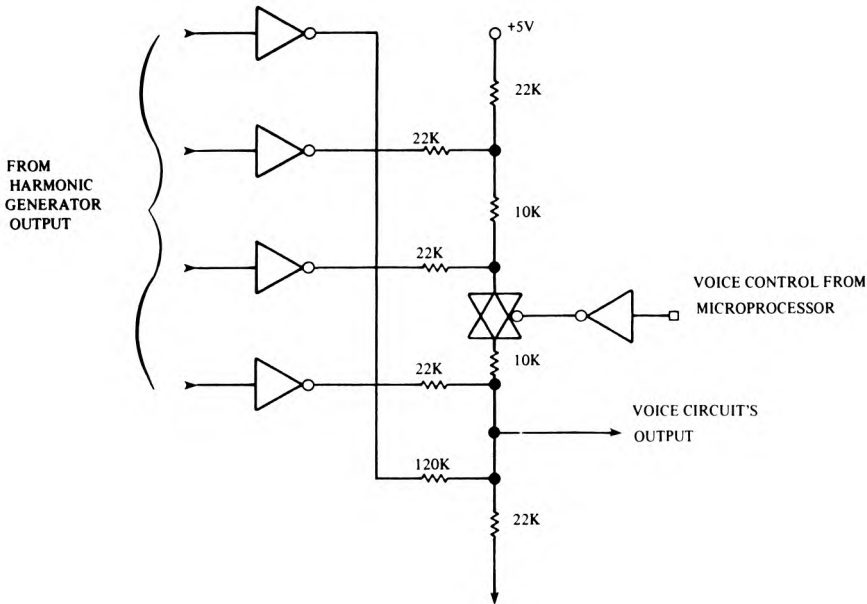 +5V
22K
22K
FROM
HARMONIC
GENERATOR
OUTPUT
10K
22K
VOICE CONTROL FROM
MICROPROCESSOR
10K
22K
VOICE CIRCUIT'S
OUTPUT
120K
22K